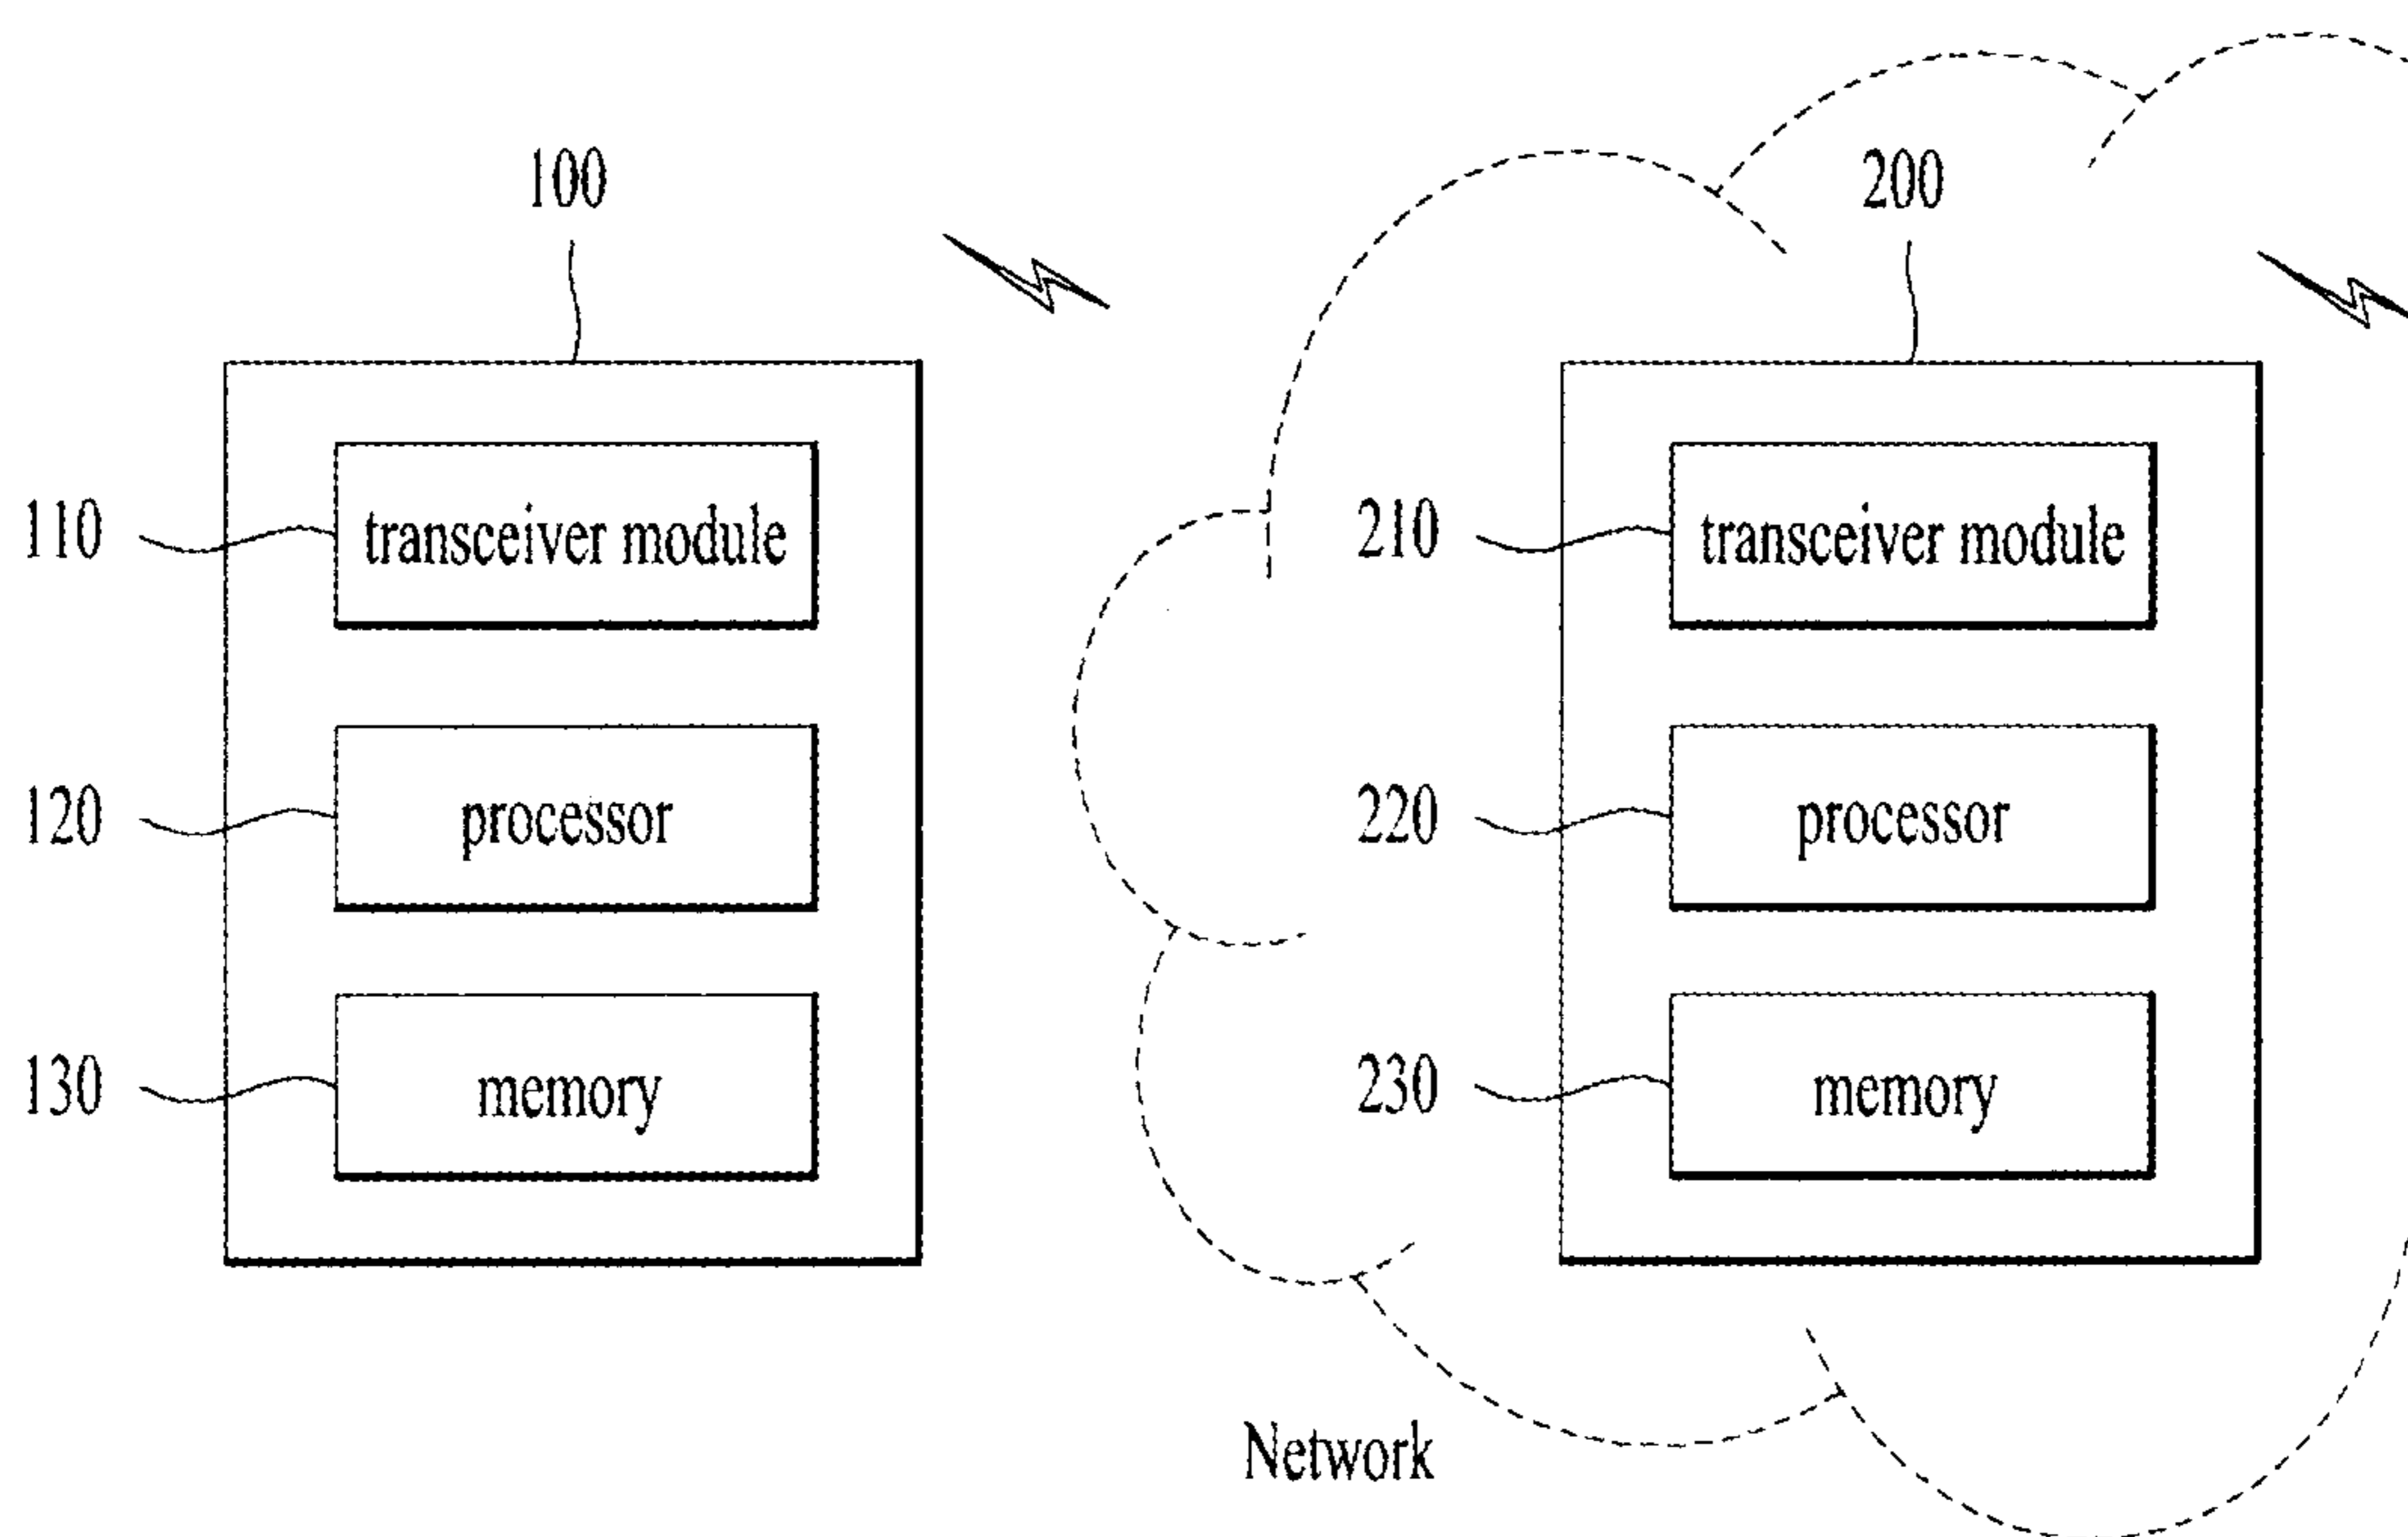 100
200
110
transceiver module
210
transceiver module
120
processor
220
processor
130
memory
230
memory
Network